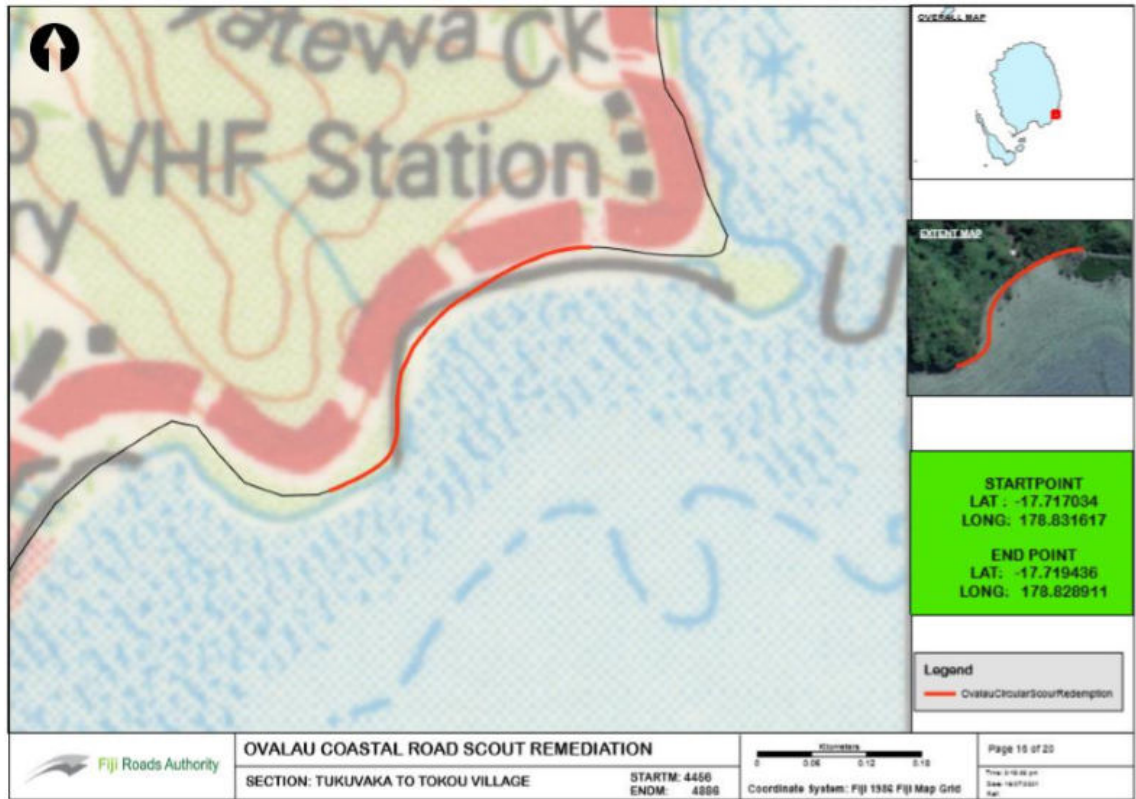 atewa Ck
VHF Station
ry
U
OVERALL MAP
EXTENT MAP
STARTPOINT
LAT : -17.717034
LONG: 178.831617
END POINT
LAT: -17.719436
LONG: 178.828911
Legend
OvalauCircularScourRedemption
Fiji Roads Authority
OVALAU COASTAL ROAD SCOUT REMEDIATION
SECTION: TUKUVAKA TO TOKOU VILLAGE
STARTM: 4456
ENDM: 4886
Kilometers
0 0.06 0.12 0.18
Coordinate System: Fiji 1986 Fiji Map Grid
Page 16 of 20